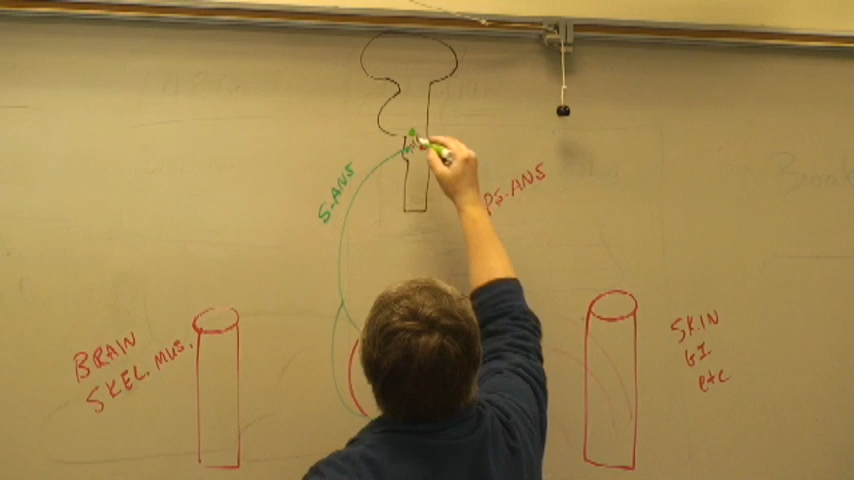 S-ANS
PS-ANS
BRAIN
SKEL. MUS.
SKIN
GI
etc